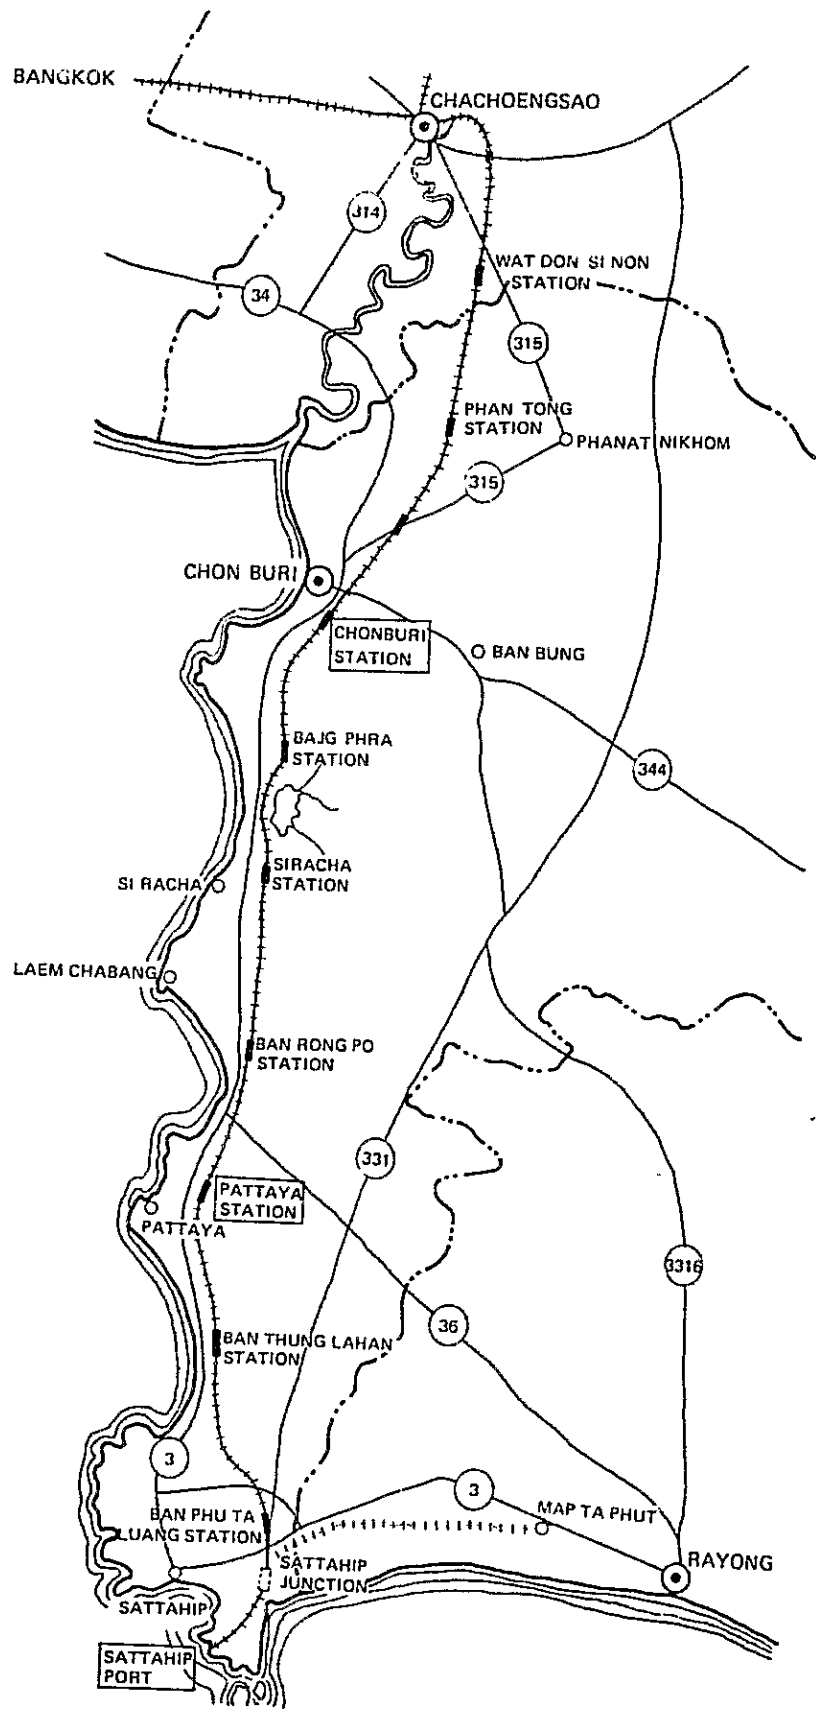 BANGKOK
CHACHOENGSAO
314
WAT DON SI NON
STATION
34
315
PHAN TONG
STATION
PHANAT NIKHOM
315
CHON BURI
CHONBURI
STATION
BAN BUNG
BAJG PHRA
STATION
344
SIRACHA
STATION
SI RACHA
LAEM CHABANG
BAN RONG PO
STATION
331
PATTAYA
STATION
PATTAYA
3316
36
BAN THUNG LAHAN
STATION
3
3
MAP TA PHUT
BAN PHU TA
LUANG STATION
RAYONG
SATTAHIP
JUNCTION
SATTAHIP
SATTAHIP
PORT